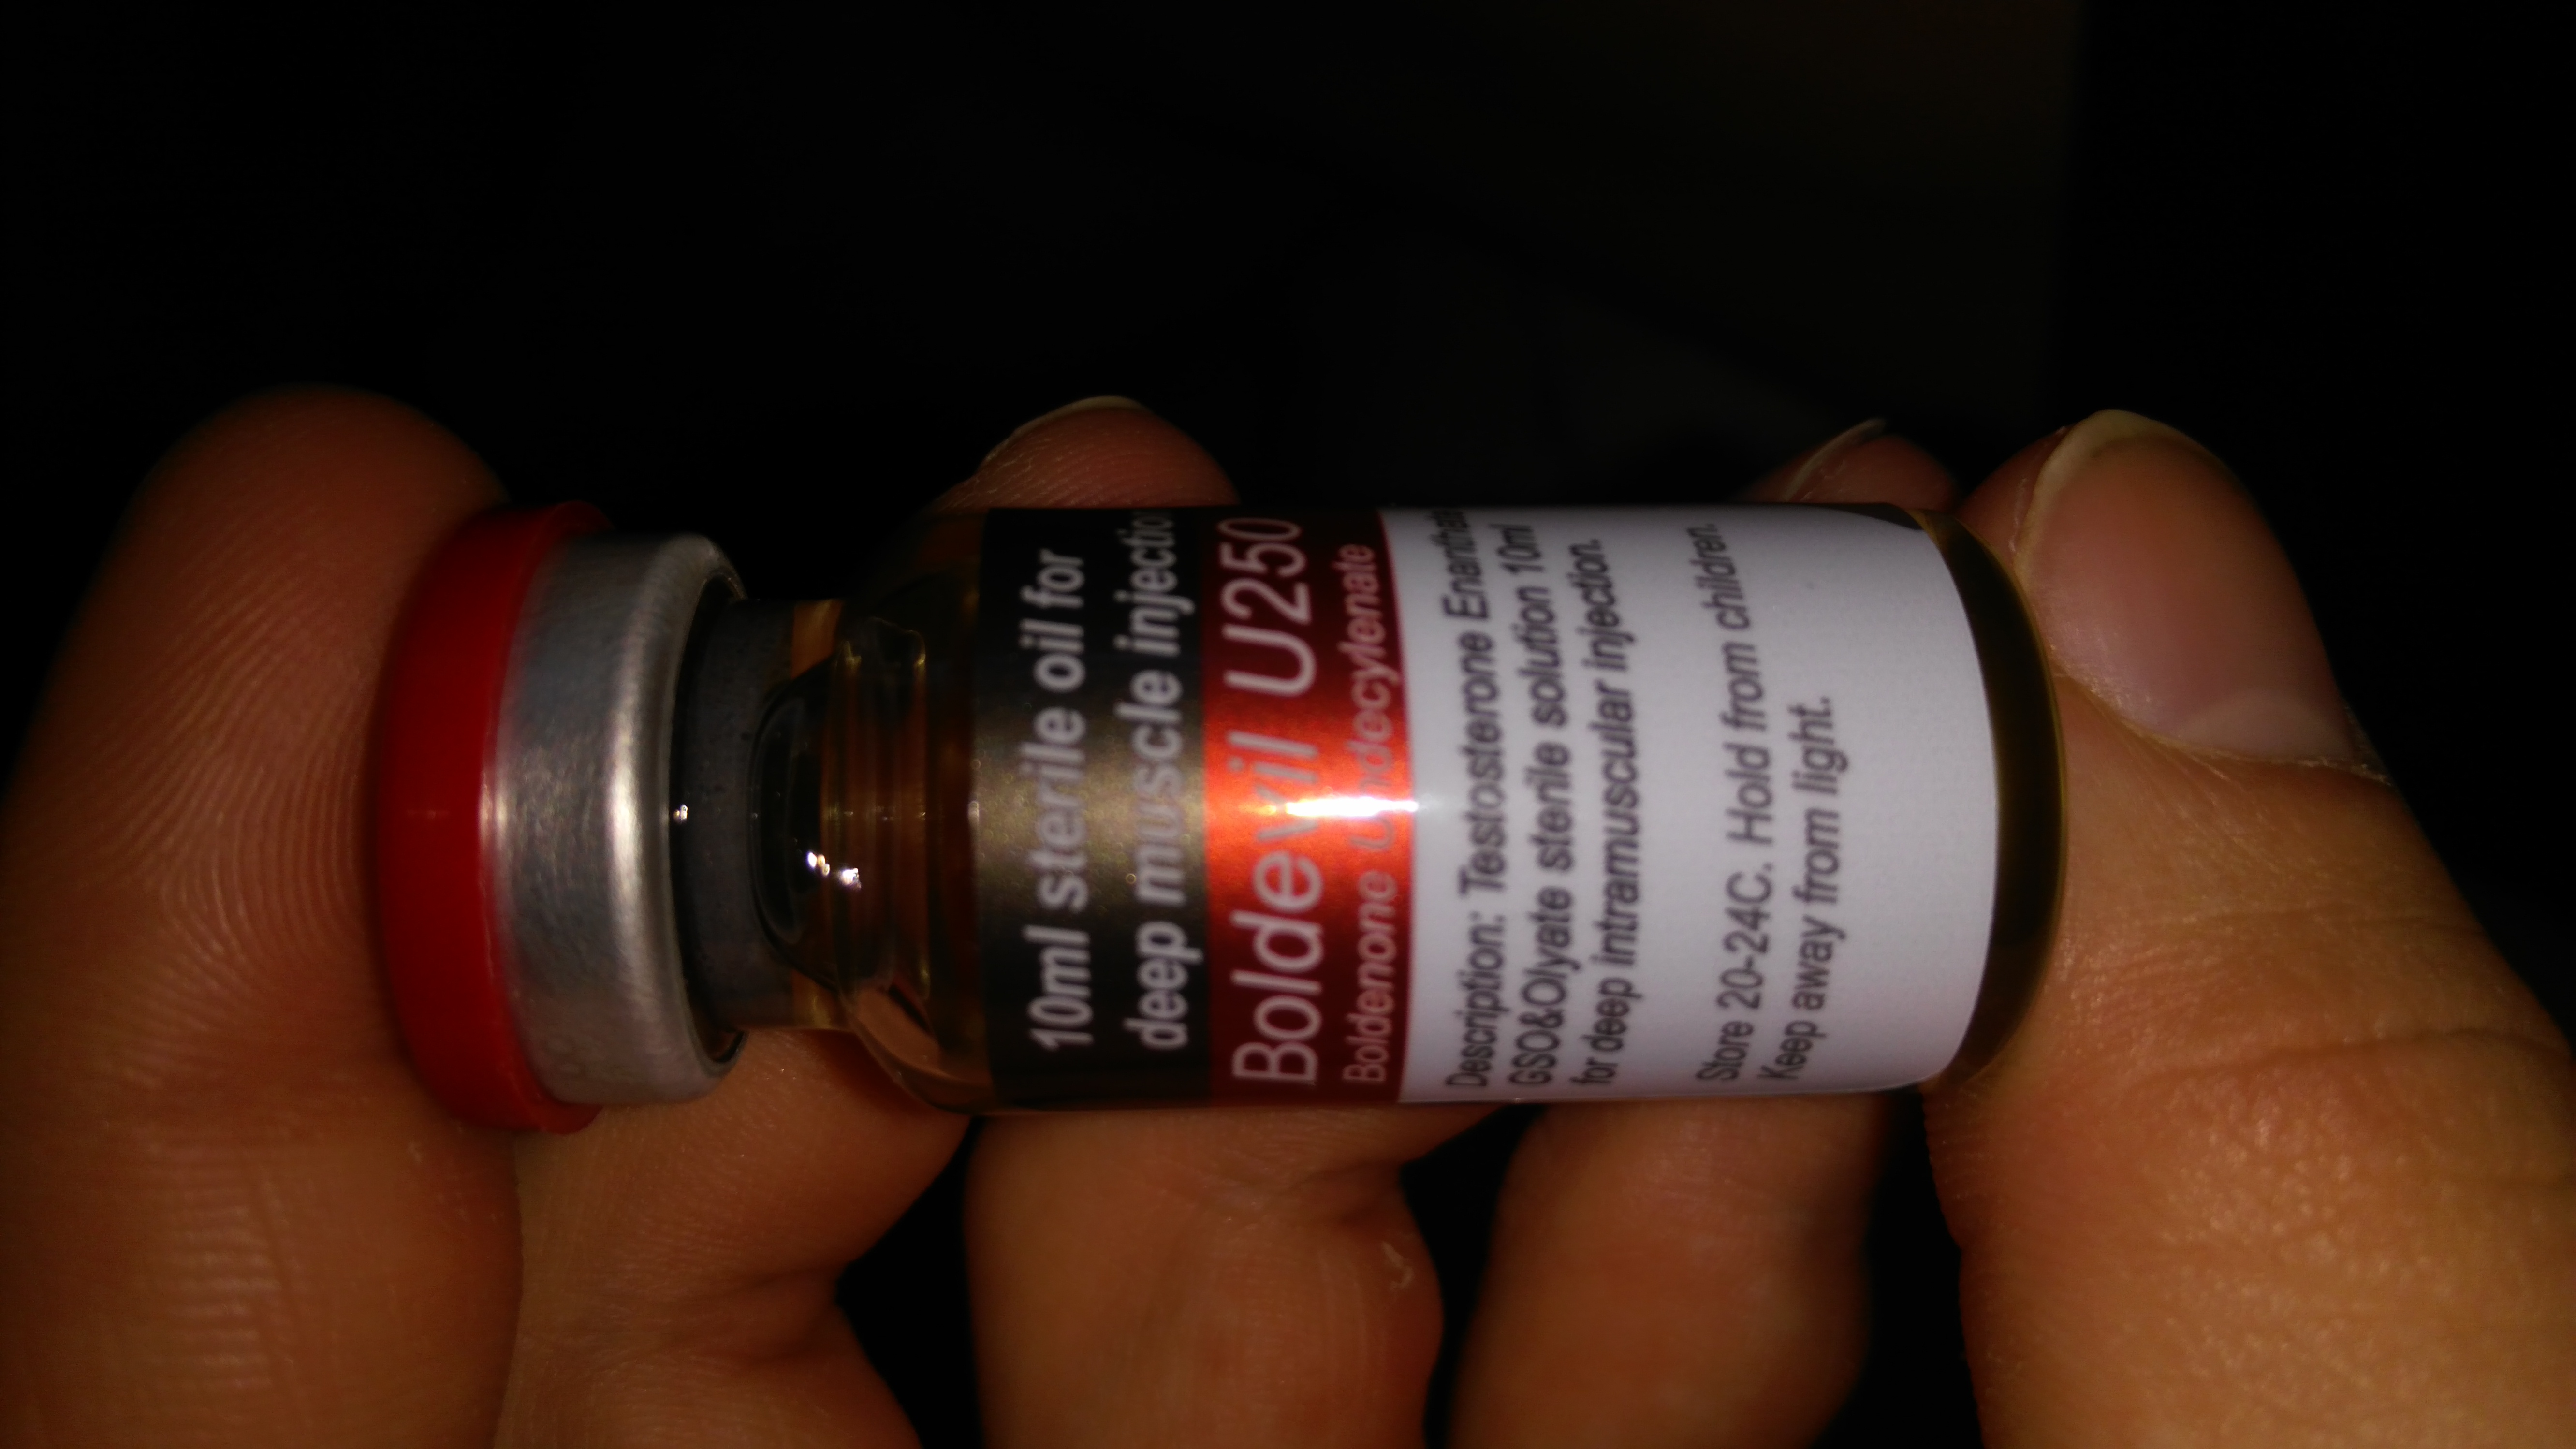 10ml sterile oil for
deep muscle injection
Boldevil U250
Boldenone Undecylenate
Description: Testosterone Enanthate
GSO&Olyate sterile solution 10ml
for deep intramuscular injection.
Store 20-24C. Hold from children.
Keep away from light.